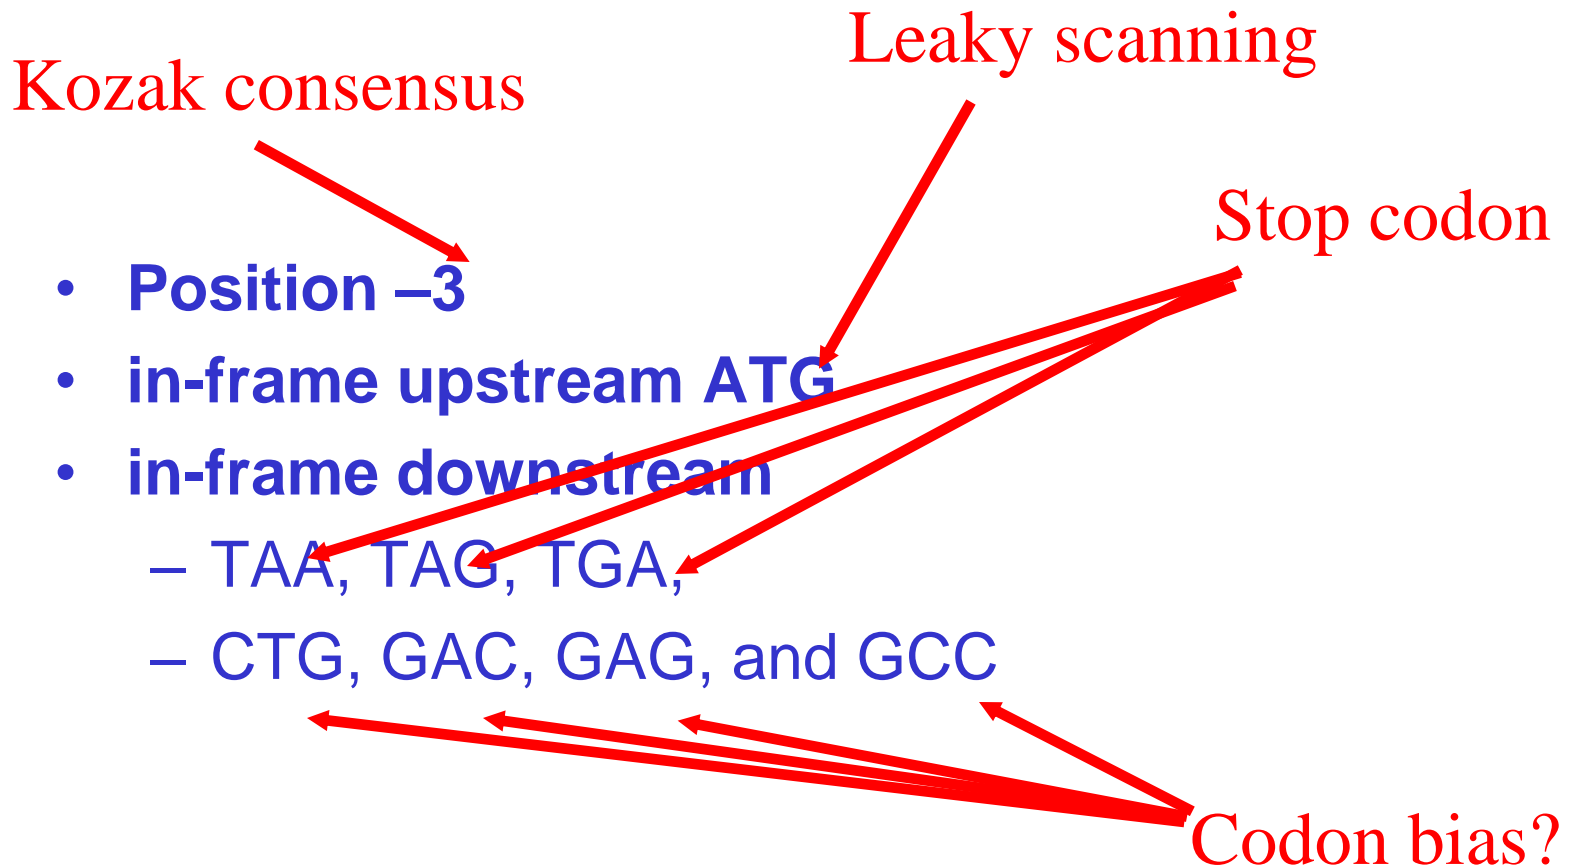 Leaky scanning
Kozak consensus
Stop codon
• Position –3
• in-frame upstream ATG
• in-frame downstream
– TAA, TAG, TGA,
– CTG, GAC, GAG, and GCC
Codon bias?